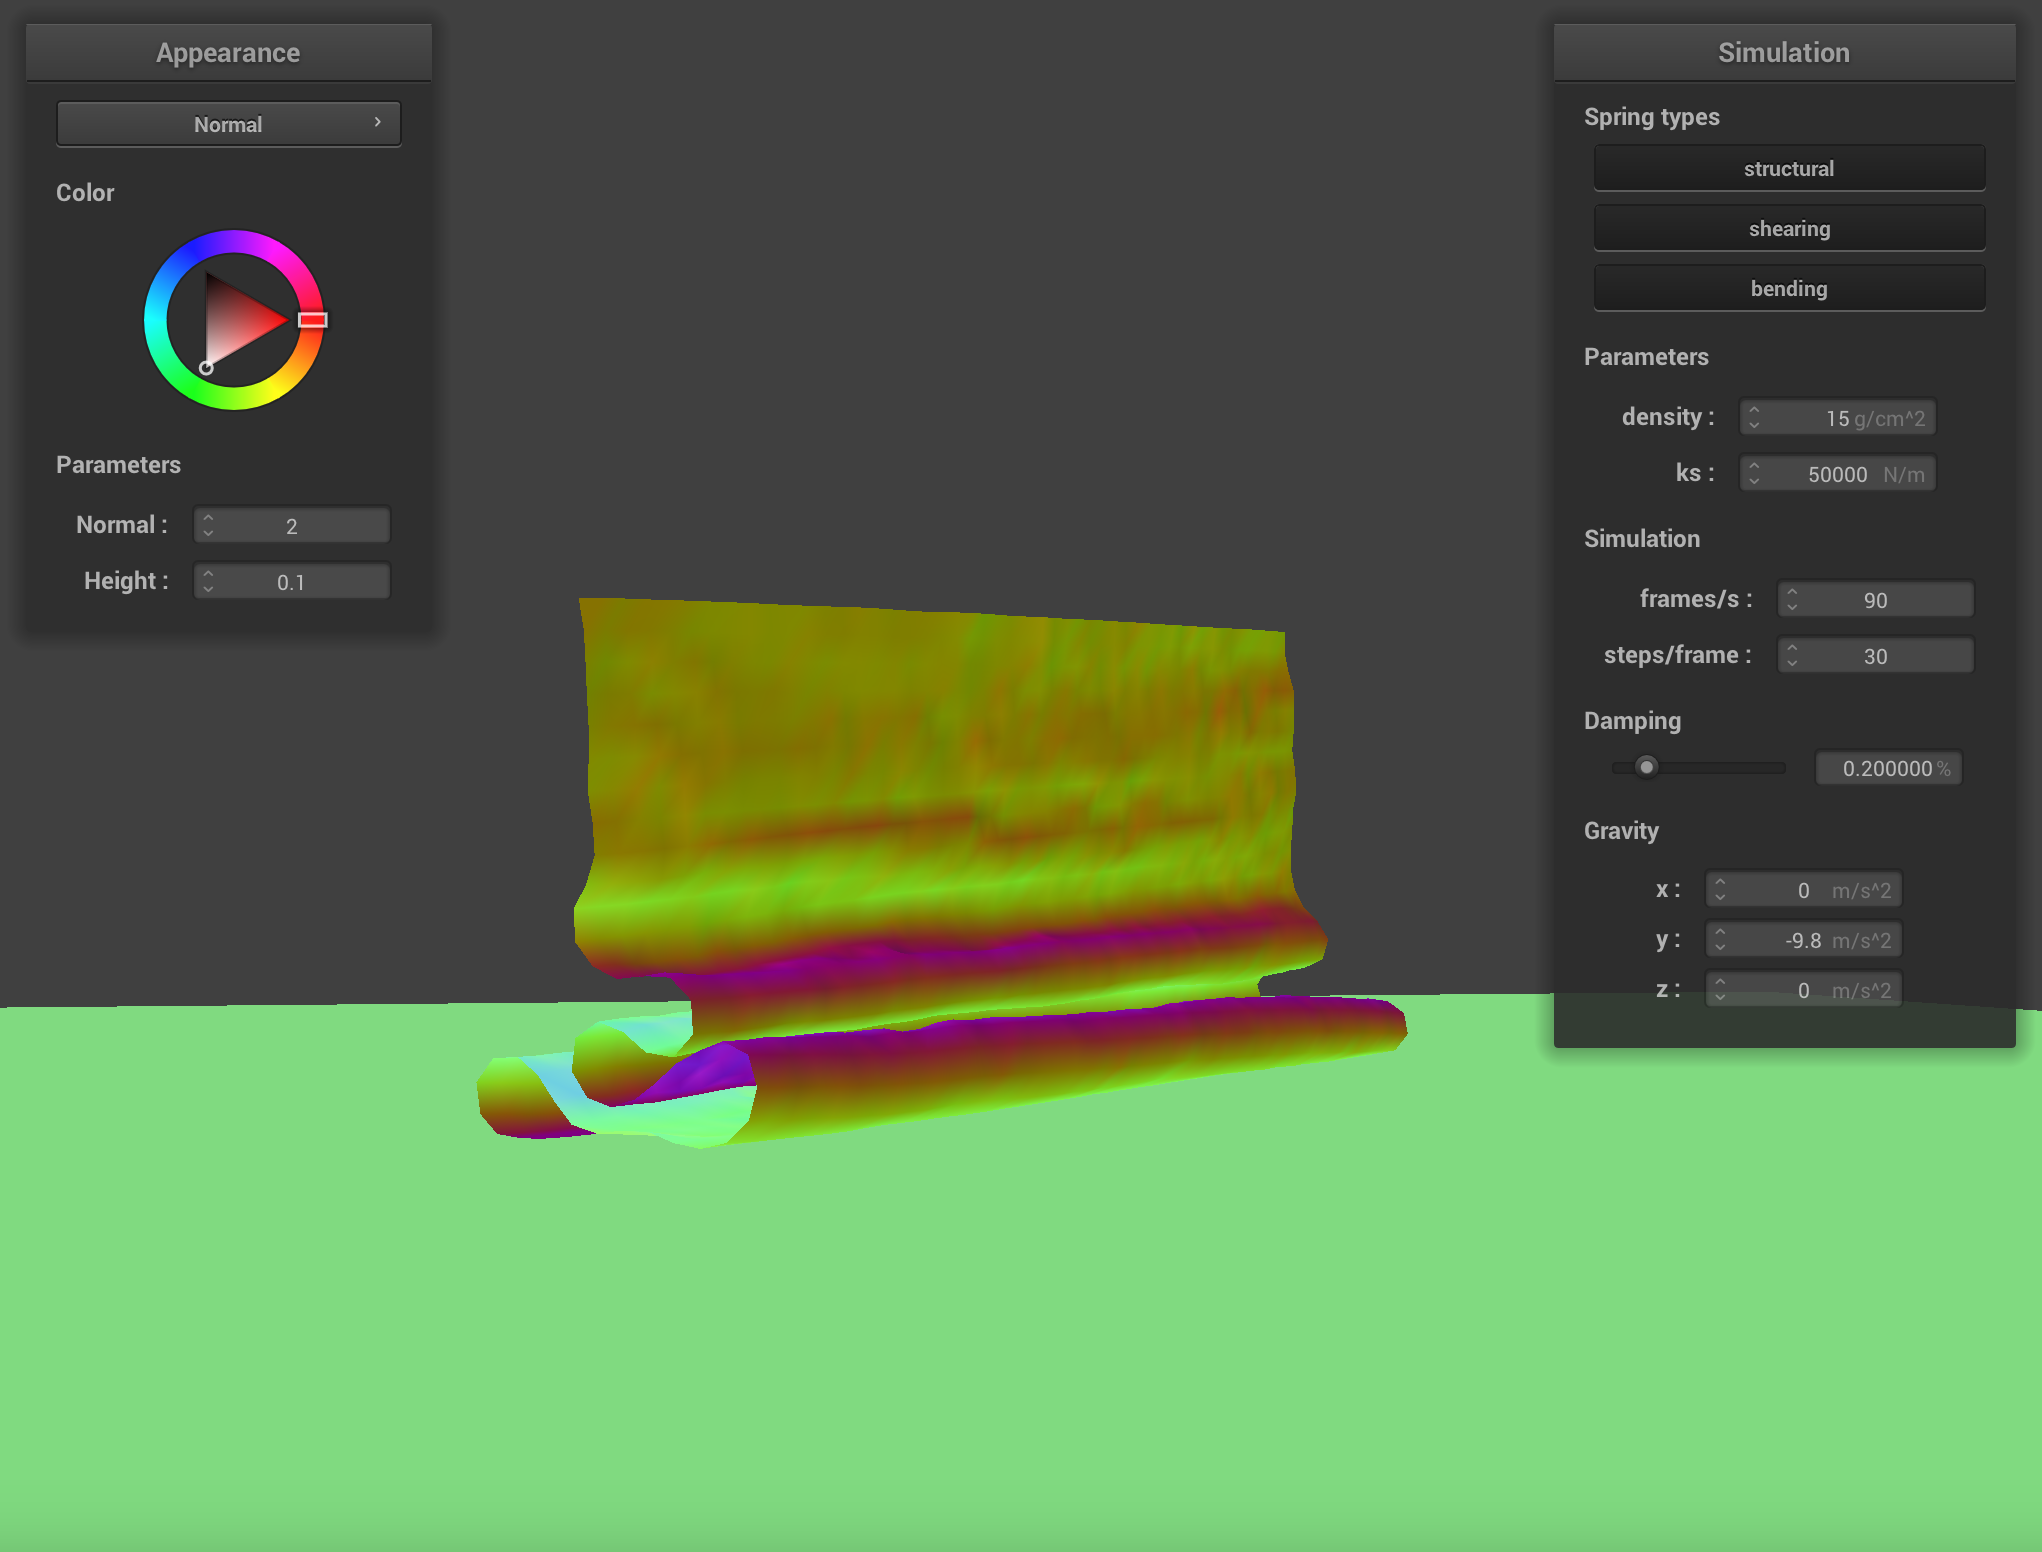 Appearance
Normal
Color
Parameters
Normal : 2
Height : 0.1
Simulation
Spring types
structural
shearing
bending
Parameters
density : 15 g/cm^2
ks : 50000 N/m
Simulation
frames/s : 90
steps/frame : 30
Damping
0.200000 %
Gravity
x : 0 m/s^2
y : -9.8 m/s^2
z : 0 m/s^2